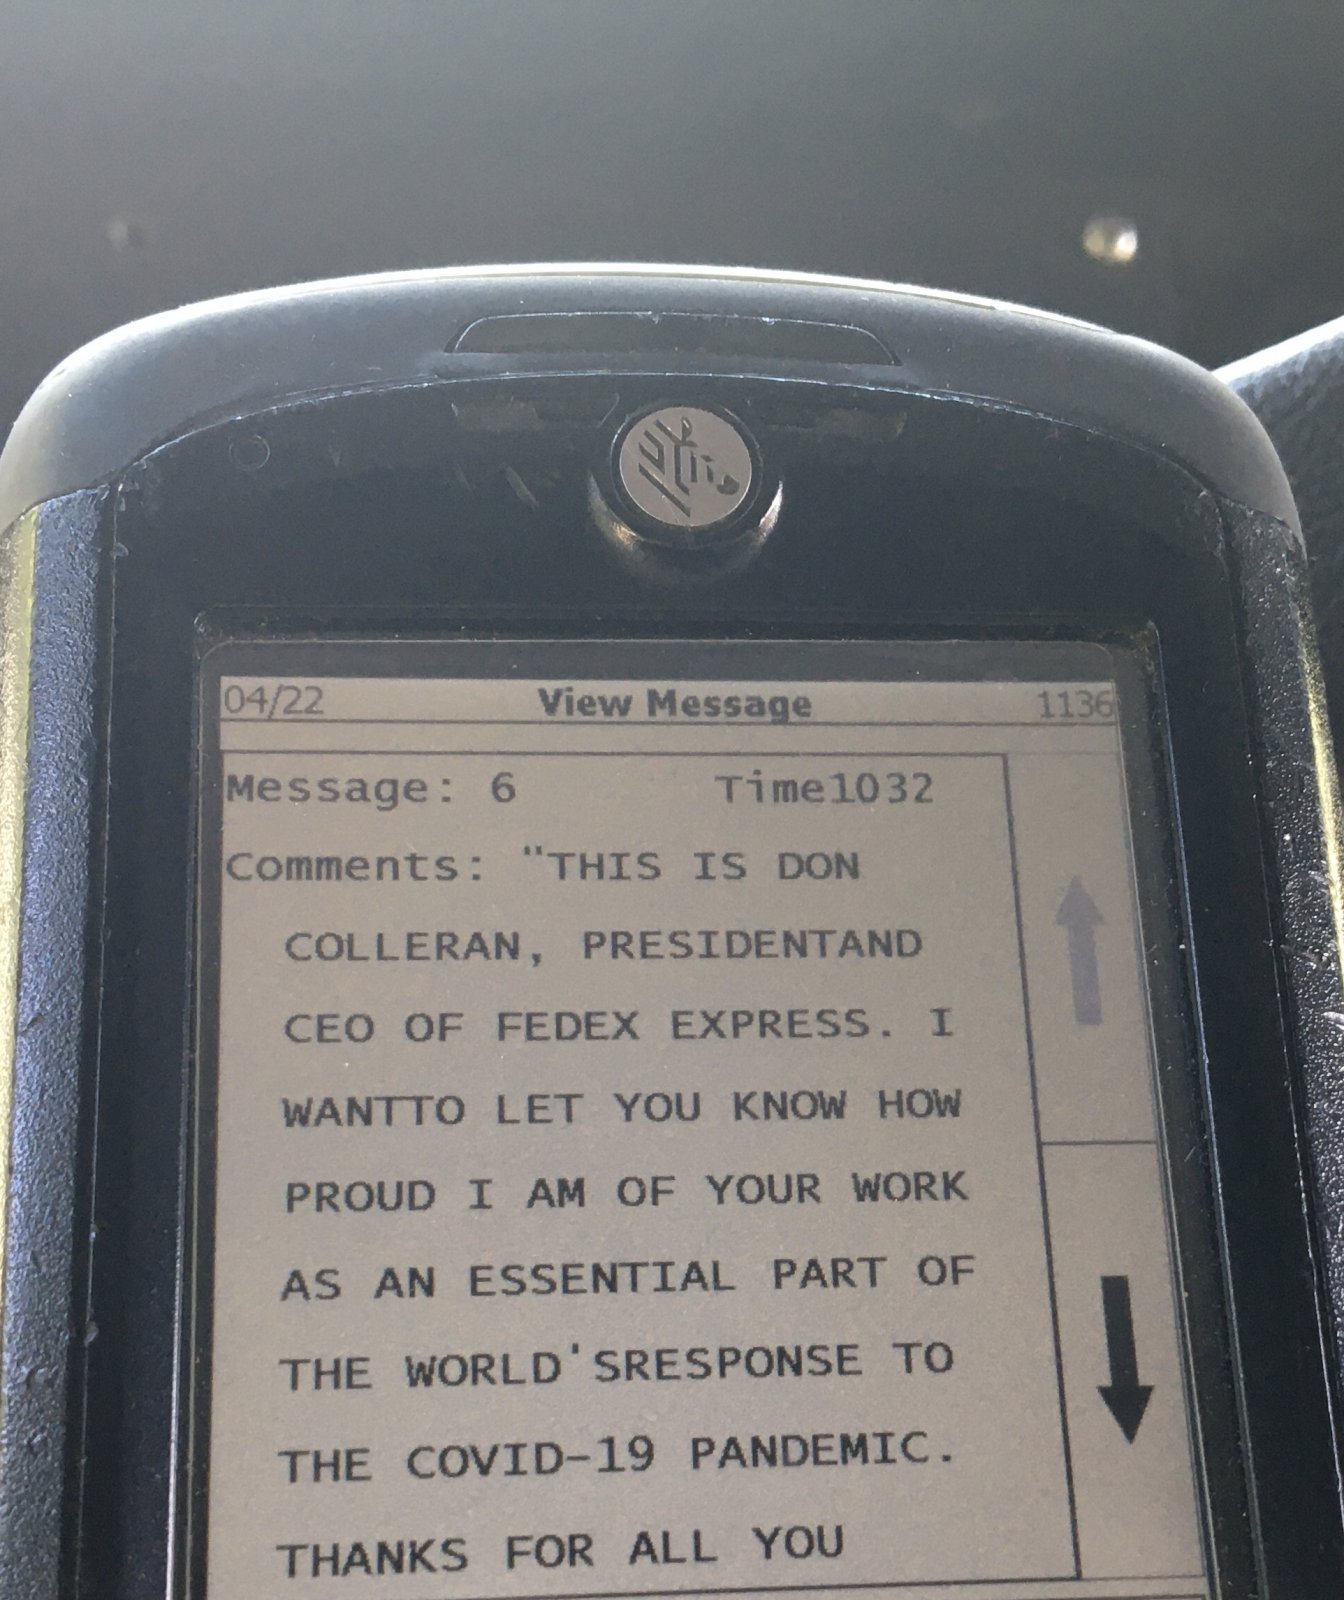 04/22 View Message 1136
Message: 6 Time1032
Comments: "THIS IS DON
COLLERAN, PRESIDENTAND
CEO OF FEDEX EXPRESS. I
WANTTO LET YOU KNOW HOW
PROUD I AM OF YOUR WORK
AS AN ESSENTIAL PART OF
THE WORLD'SRESPONSE TO
THE COVID-19 PANDEMIC.
THANKS FOR ALL YOU